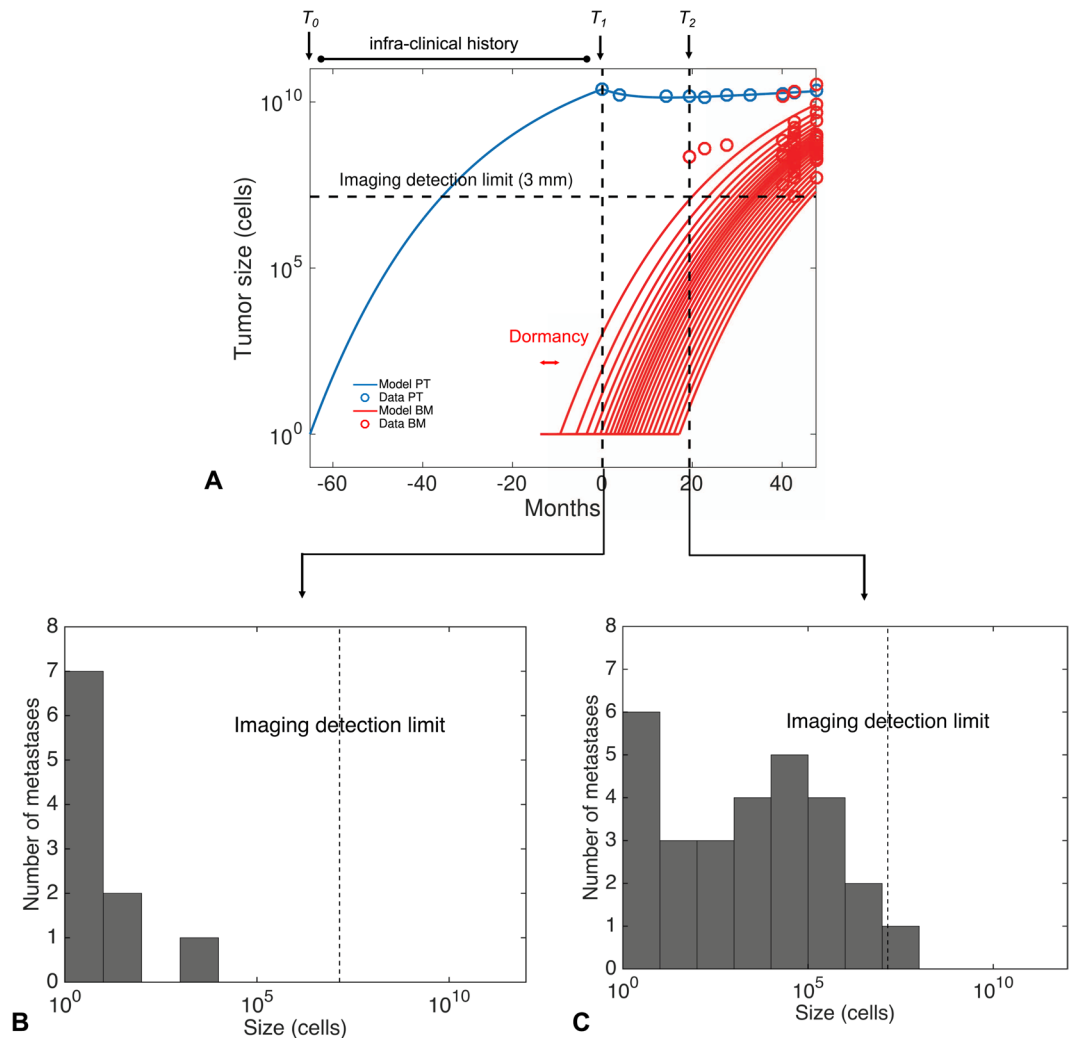 T0 T1 T2
infra-clinical history
10^10
Imaging detection limit (3 mm)
Tumor size (cells)
10^5
Dormancy
Model PT
Data PT
Model BM
Data BM
10^0
-60 -40 -20 0 20 40
Months
A
8
7
6
5
4
3
2
1
0
Number of metastases
Imaging detection limit
10^0 10^5 10^10
Size (cells)
B
8
7
6
5
4
3
2
1
0
Number of metastases
Imaging detection limit
10^0 10^5 10^10
Size (cells)
C